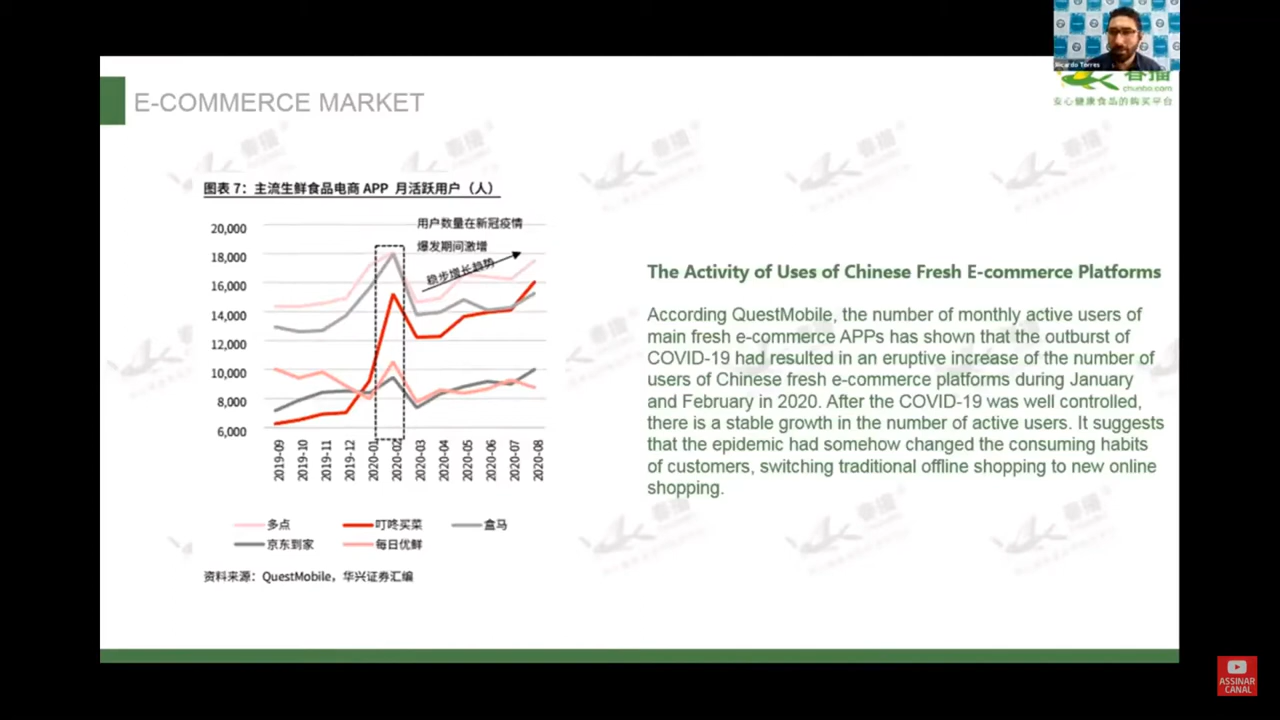 Ricardo Torres
春播
chunbo.com
安心健康食品的购买平台
E-COMMERCE MARKET
图表 7：主流生鲜食品电商 APP 月活跃用户（人）
用户数量在新冠疫情
爆发期间激增
稳步增长趋势
20,000
18,000
16,000
14,000
12,000
10,000
8,000
6,000
2019-09
2019-10
2019-11
2019-12
2020-01
2020-02
2020-03
2020-04
2020-05
2020-06
2020-07
2020-08
多点 叮咚买菜 盒马
京东到家 每日优鲜
资料来源：QuestMobile，华兴证券汇编
The Activity of Uses of Chinese Fresh E-commerce Platforms
According QuestMobile, the number of monthly active users of
main fresh e-commerce APPs has shown that the outburst of
COVID-19 had resulted in an eruptive increase of the number of
users of Chinese fresh e-commerce platforms during January
and February in 2020. After the COVID-19 was well controlled,
there is a stable growth in the number of active users. It suggests
that the epidemic had somehow changed the consuming habits
of customers, switching traditional offline shopping to new online
shopping.
ASSINAR
CANAL